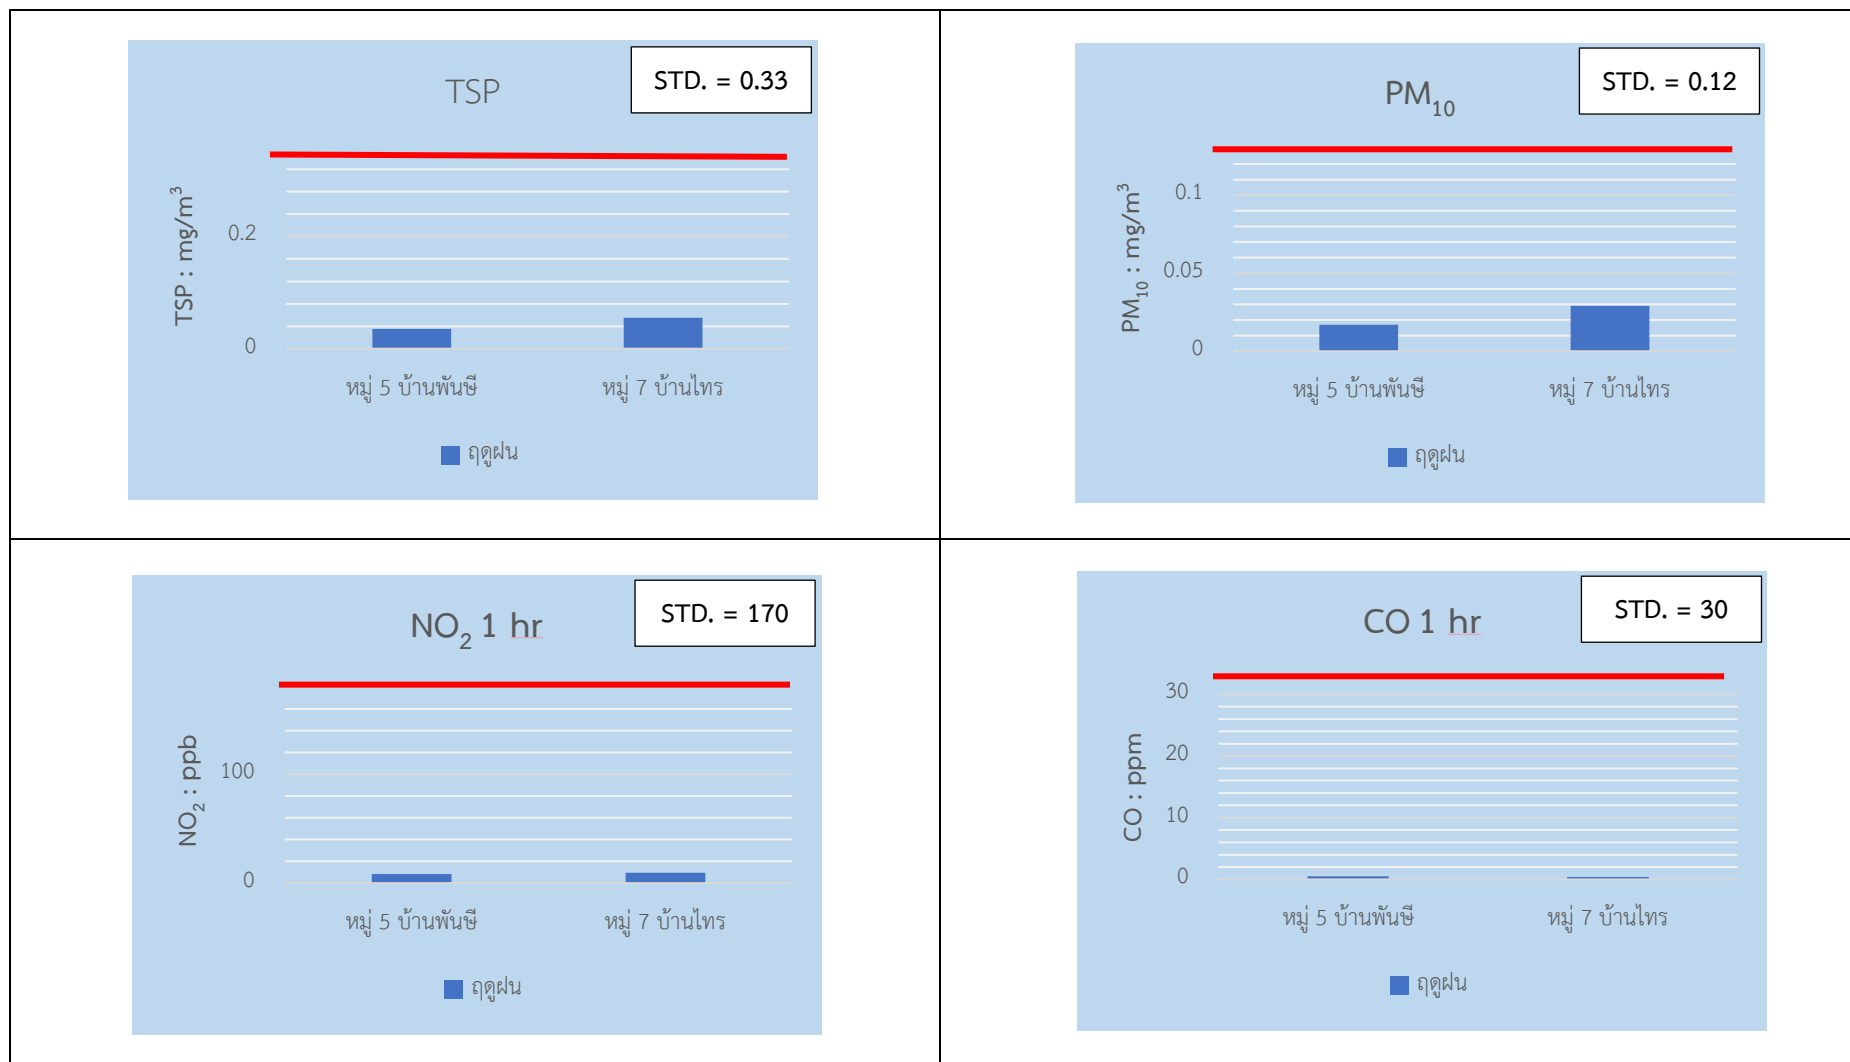 TSP
STD. = 0.33
TSP : mg/m³
0.2
0
หมู่ 5 บ้านพันษี
หมู่ 7 บ้านไทร
ฤดูฝน
PM₁₀
STD. = 0.12
PM₁₀ : mg/m³
0.1
0.05
0
หมู่ 5 บ้านพันษี
หมู่ 7 บ้านไทร
ฤดูฝน
NO₂ 1 hr
STD. = 170
NO₂ : ppb
100
0
หมู่ 5 บ้านพันษี
หมู่ 7 บ้านไทร
ฤดูฝน
CO 1 hr
STD. = 30
CO : ppm
30
20
10
0
หมู่ 5 บ้านพันษี
หมู่ 7 บ้านไทร
ฤดูฝน